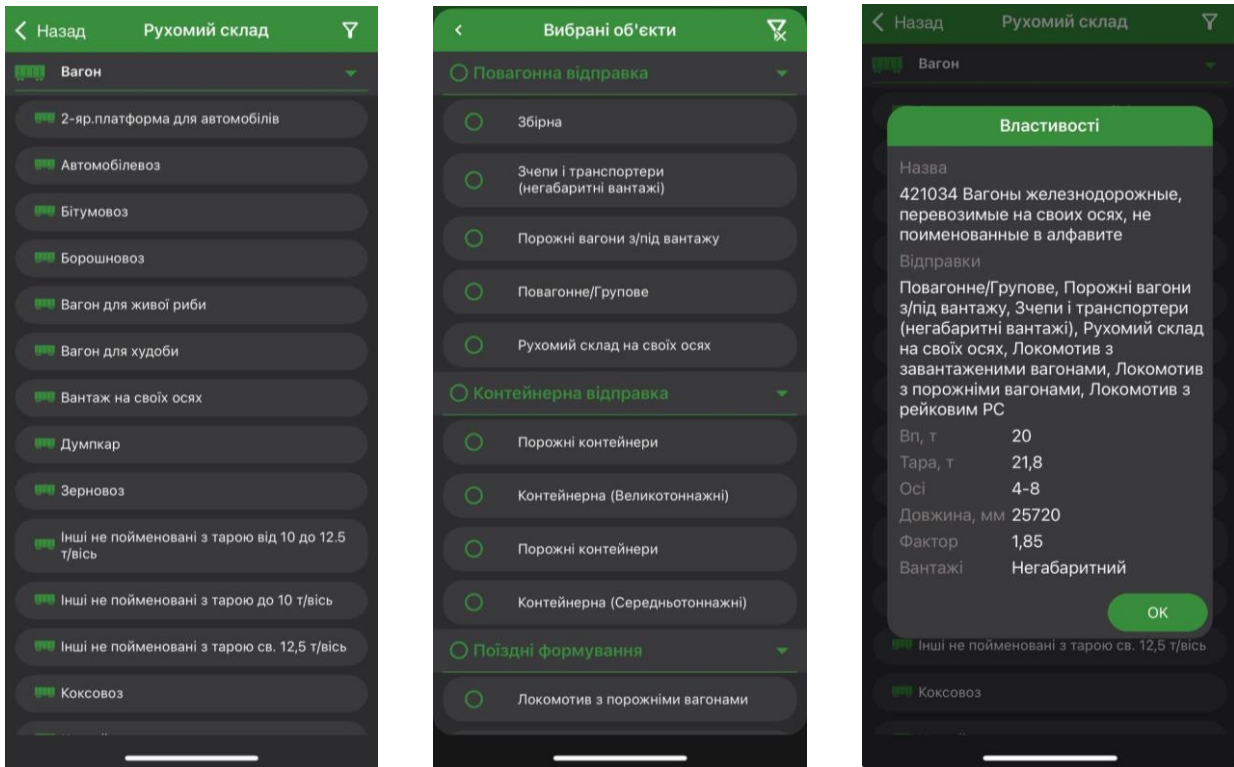 Назад
Рухомий склад
Вагон
2-яр.платформа для автомобілів
Автомобілевоз
Бітумовоз
Борошновоз
Вагон для живої риби
Вагон для худоби
Вантаж на своїх осях
Думпкар
Зерновоз
Інші не пойменовані з тарою від 10 до 12.5
т/вісь
Інші не пойменовані з тарою до 10 т/вісь
Інші не пойменовані з тарою св. 12,5 т/вісь
Коксовоз
Вибрані об'єкти
Повагонна відправка
Збірна
Зчепи і транспортери
(негабаритні вантажі)
Порожні вагони з/під вантажу
Повагонне/Групове
Рухомий склад на своїх осях
Контейнерна відправка
Порожні контейнери
Контейнерна (Великотоннажні)
Порожні контейнери
Контейнерна (Середньотоннажні)
Поїздні формування
Локомотив з порожніми вагонами
Назад
Рухомий склад
Вагон
Властивості
Назва
421034 Вагоны железнодорожные,
перевозимые на своих осях, не
поименованные в алфавите
Відправки
Повагонне/Групове, Порожні вагони
з/під вантажу, Зчепи і транспортери
(негабаритні вантажі), Рухомий склад
на своїх осях, Локомотив з
завантаженими вагонами, Локомотив
з порожніми вагонами, Локомотив з
рейковим РС
Вп, т 20
Тара, т 21,8
Осі 4-8
Довжина, мм 25720
Фактор 1,85
Вантажі Негабаритний
OK
Інші не пойменовані з тарою св. 12,5 т/вісь
Коксовоз